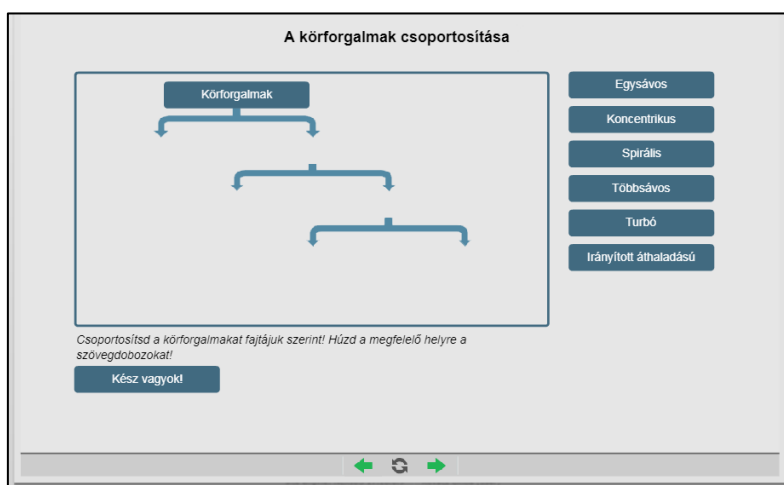 A körforgalmak csoportosítása
Körforgalmak
Egysávos
Koncentrikus
Spirális
Többsávos
Turbó
Irányított áthaladású
Csoportosítsd a körforgalmakat fajtájuk szerint! Húzd a megfelelő helyre a
szövegdobozokat!
Kész vagyok!